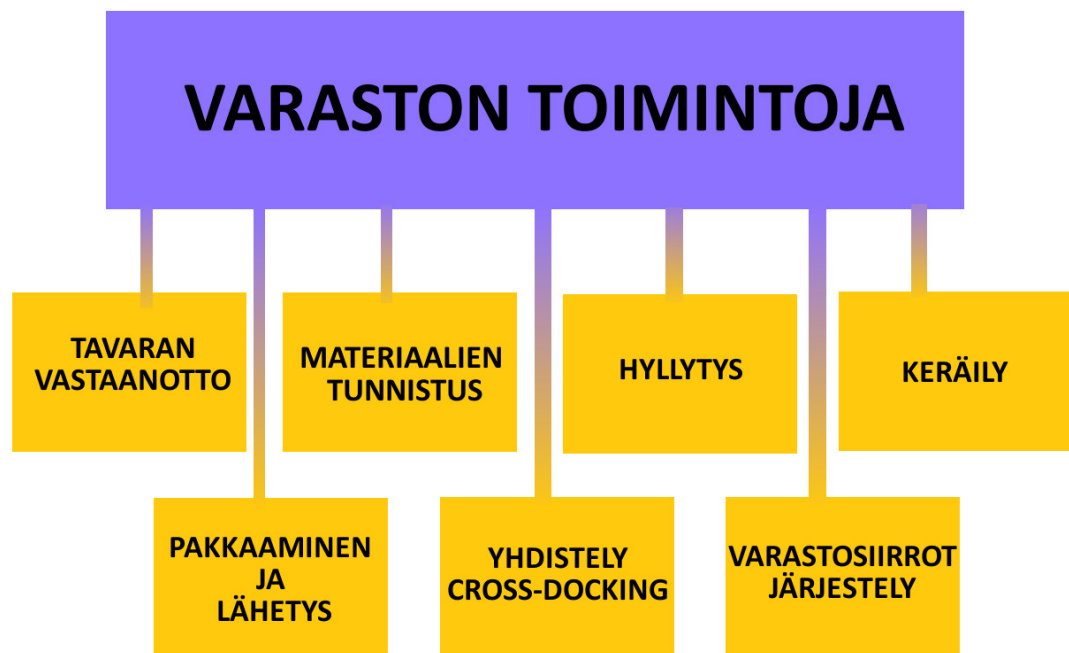 VARASTON TOIMINTOJA
TAVARAN
VASTAANOTTO
MATERIAALIEN
TUNNISTUS
HYLLYTYS
KERÄILY
PAKKAAMINEN
JA
LÄHETYS
YHDISTELY
CROSS-DOCKING
VARASTOSIIRROT
JÄRJESTELY